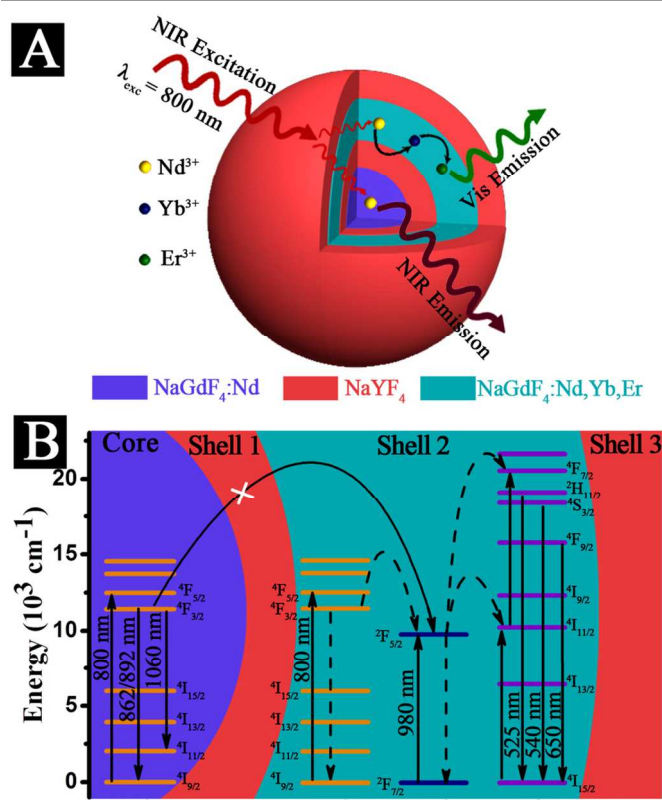 A
NIR Excitation
λexc = 800 nm
Nd³⁺
Yb³⁺
Er³⁺
Vis Emission
NIR Emission
NaGdF₄:Nd
NaYF₄
NaGdF₄:Nd,Yb,Er
B
Core
Shell 1
Shell 2
Shell 3
Energy (10³ cm⁻¹)
20
15
10
5
0
⁴F₅/₂
⁴F₃/₂
⁴I₁₅/₂
⁴I₁₃/₂
⁴I₁₁/₂
⁴I₉/₂
800 nm
862/892 nm
1060 nm
⁴F₅/₂
⁴F₃/₂
⁴I₁₅/₂
⁴I₁₃/₂
⁴I₁₁/₂
⁴I₉/₂
800 nm
²F₅/₂
²F₇/₂
980 nm
⁴F₇/₂
²H₁₁/₂
⁴S₃/₂
⁴F₉/₂
⁴I₉/₂
⁴I₁₁/₂
⁴I₁₃/₂
⁴I₁₅/₂
525 nm
540 nm
650 nm